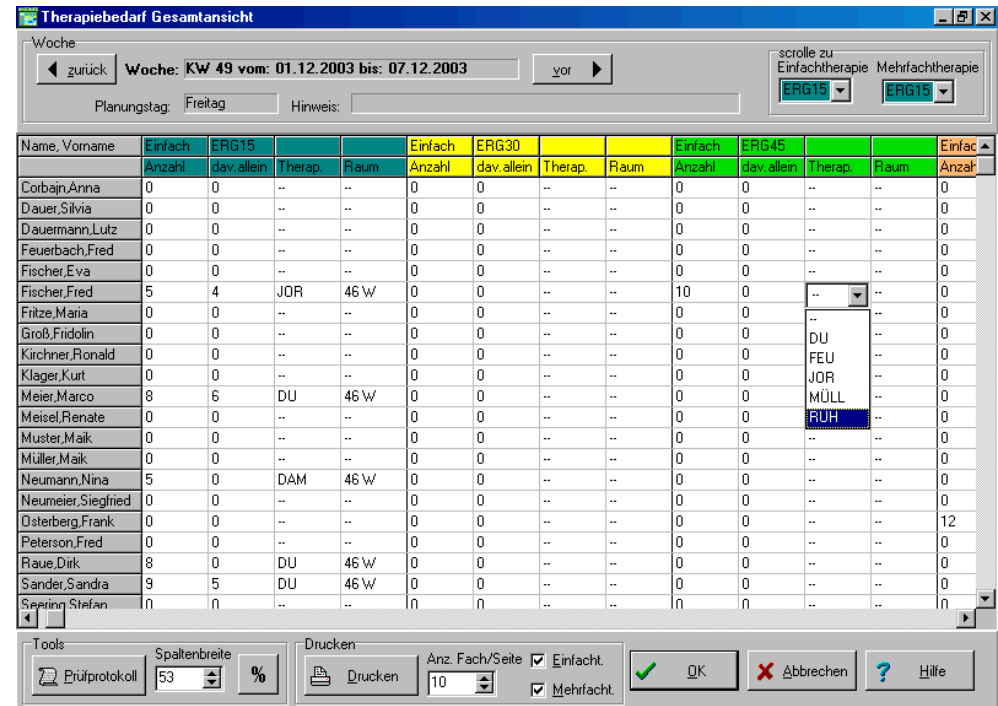 Therapiebedarf Gesamtansicht
Woche
zurück Woche: KW 49 vom: 01.12.2003 bis: 07.12.2003 vor
Planungstag: Freitag Hinweis:
scrolle zu
Einfachtherapie Mehrfachtherapie
ERG15 ERG15
Name, Vorname Einfach ERG15 Einfach ERG30 Einfach ERG45 Einfac
Anzahl dav.allein Therap. Raum Anzahl dav.allein Therap. Raum Anzahl dav.allein Therap. Raum Anzah
Corbajn,Anna 0 0 -- -- 0 0 -- -- 0 0 -- -- 0
Dauer,Silvia 0 0 -- -- 0 0 -- -- 0 0 -- -- 0
Dauermann,Lutz 0 0 -- -- 0 0 -- -- 0 0 -- -- 0
Feuerbach,Fred 0 0 -- -- 0 0 -- -- 0 0 -- -- 0
Fischer,Eva 0 0 -- -- 0 0 -- -- 0 0 -- -- 0
Fischer,Fred 5 4 JOR 46 W 0 0 -- -- 10 0 -- -- 0
Fritze,Maria 0 0 -- -- 0 0 -- -- 0 0 -- -- 0
Groß,Fridolin 0 0 -- -- 0 0 -- -- 0 0 DU -- 0
Kirchner,Ronald 0 0 -- -- 0 0 -- -- 0 0 FEU -- 0
Klager,Kurt 0 0 -- -- 0 0 -- -- 0 0 JOR -- 0
Meier,Marco 8 6 DU 46 W 0 0 -- -- 0 0 MÜLL -- 0
Meisel,Renate 0 0 -- -- 0 0 -- -- 0 0 RUH -- 0
Muster,Maik 0 0 -- -- 0 0 -- -- 0 0 -- -- 0
Müller,Maik 0 0 -- -- 0 0 -- -- 0 0 -- -- 0
Neumann,Nina 5 0 DAM 46 W 0 0 -- -- 0 0 -- -- 0
Neumeier,Siegfried 0 0 -- -- 0 0 -- -- 0 0 -- -- 0
Osterberg,Frank 0 0 -- -- 0 0 -- -- 0 0 -- -- 12
Peterson,Fred 0 0 -- -- 0 0 -- -- 0 0 -- -- 0
Raue,Dirk 8 0 DU 46 W 0 0 -- -- 0 0 -- -- 0
Sander,Sandra 9 5 DU 46 W 0 0 -- -- 0 0 -- -- 0
Seering Stefan 0 0 -- -- 0 0 -- -- 0 0 -- -- 0
Tools
Prüfprotokoll Spaltenbreite 53 %
Drucken
Drucken Anz. Fach/Seite 10 Einfacht.
Mehrfacht.
OK Abbrechen Hilfe